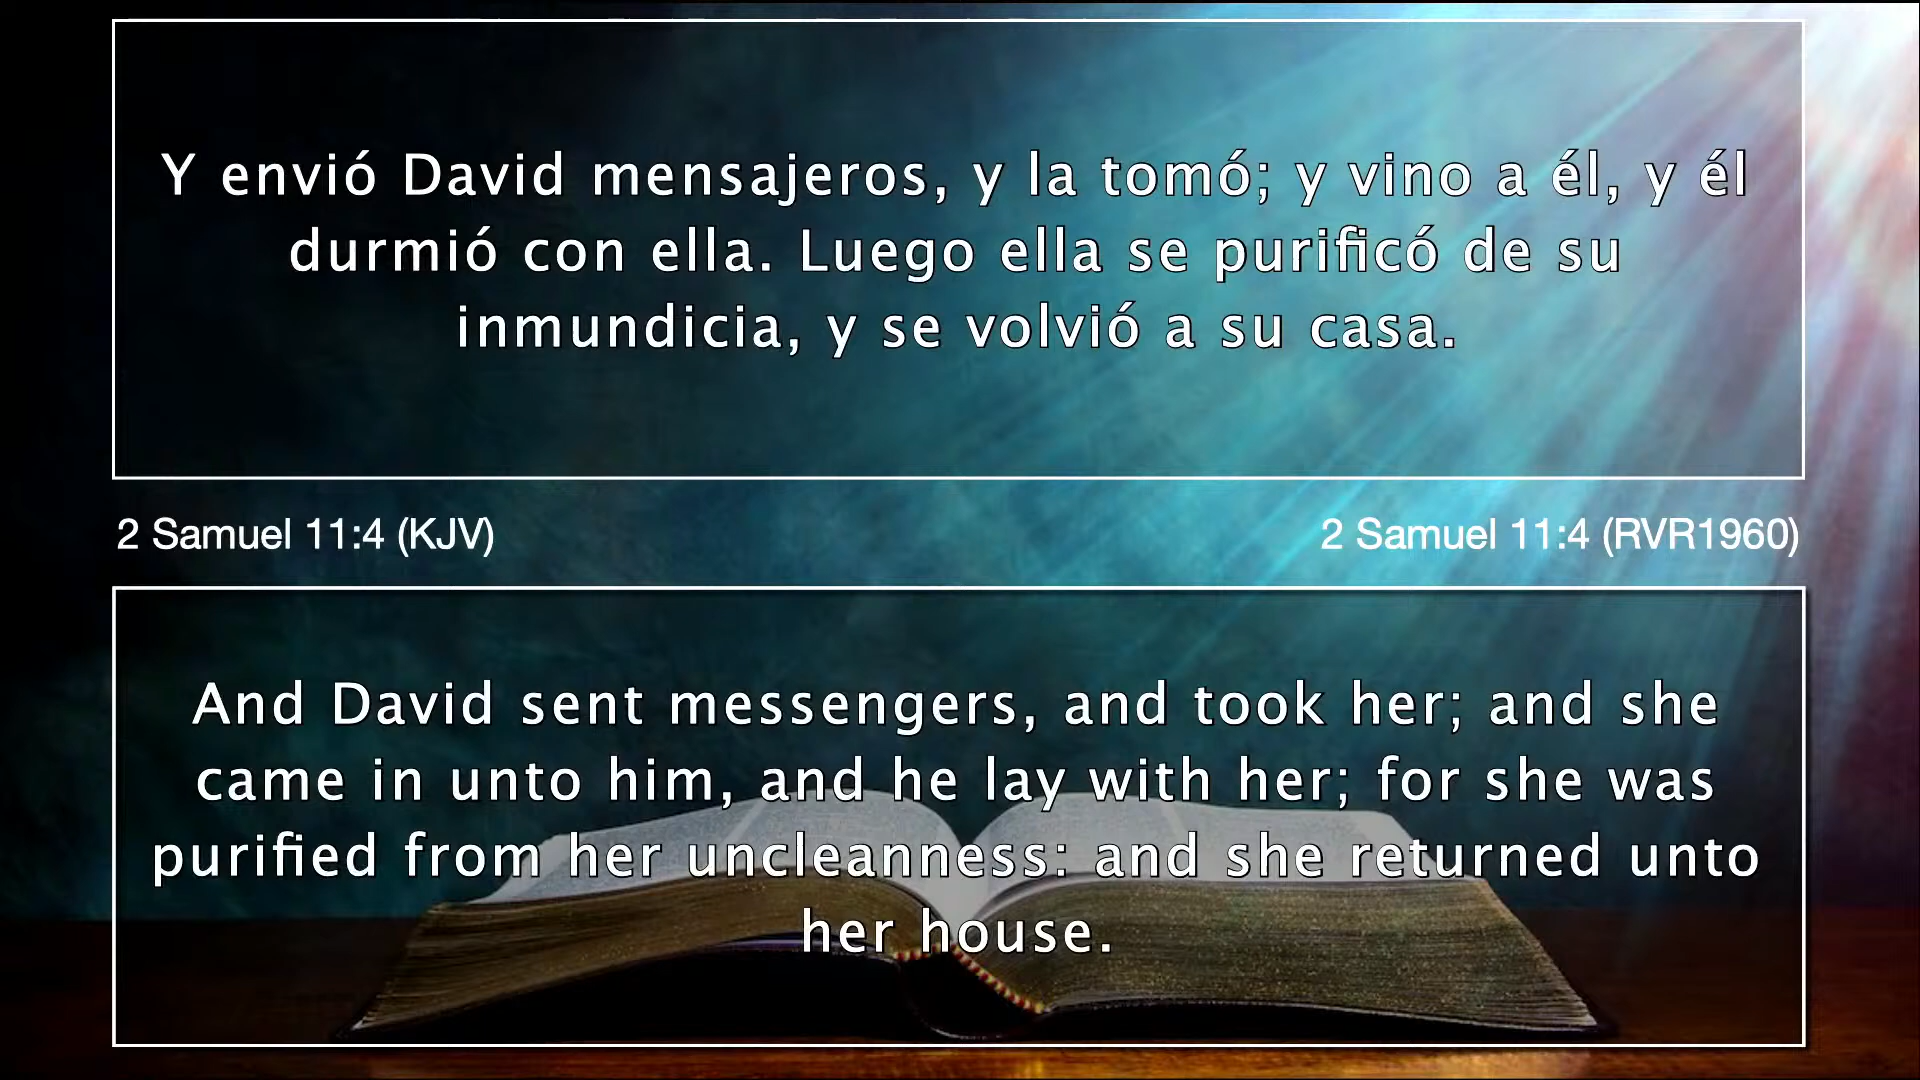 Y envió David mensajeros, y la tomó; y vino a él, y él
durmió con ella. Luego ella se purificó de su
inmundicia, y se volvió a su casa.
2 Samuel 11:4 (KJV)
2 Samuel 11:4 (RVR1960)
And David sent messengers, and took her; and she
came in unto him, and he lay with her; for she was
purified from her uncleanness: and she returned unto
her house.